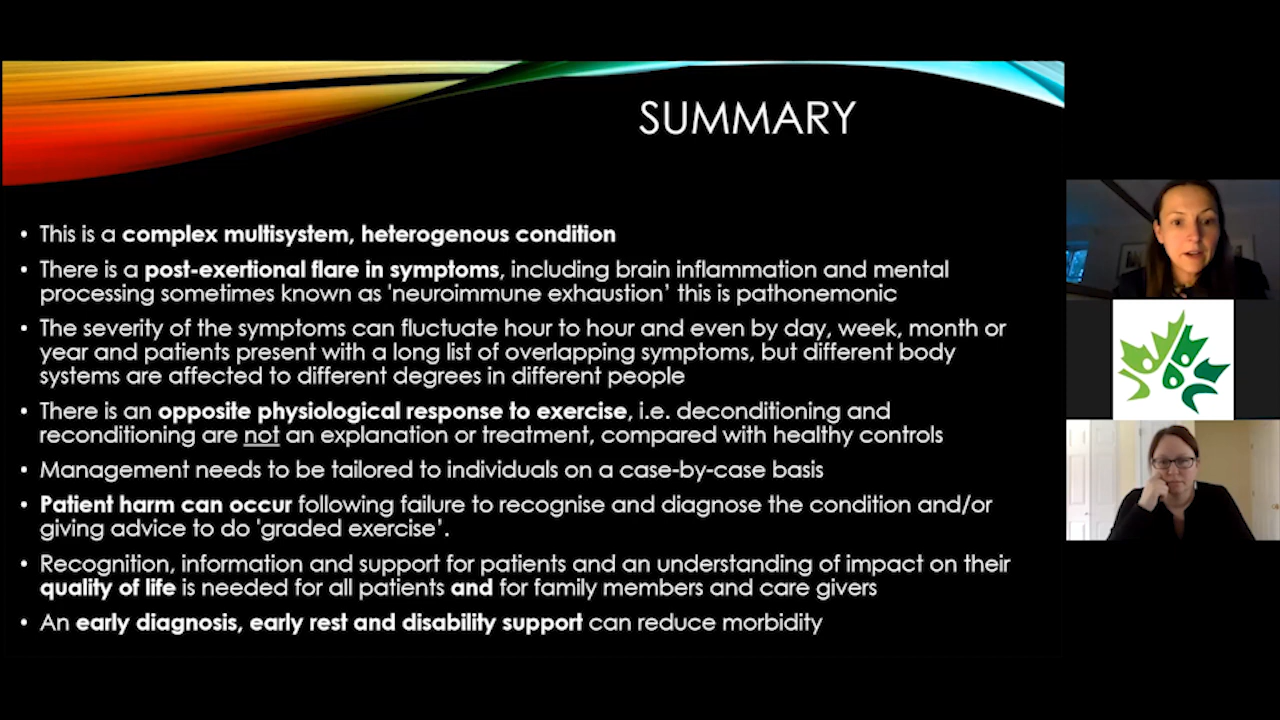 SUMMARY
• This is a complex multisystem, heterogenous condition
• There is a post-exertional flare in symptoms, including brain inflammation and mental
processing sometimes known as 'neuroimmune exhaustion’ this is pathonemonic
• The severity of the symptoms can fluctuate hour to hour and even by day, week, month or
year and patients present with a long list of overlapping symptoms, but different body
systems are affected to different degrees in different people
• There is an opposite physiological response to exercise, i.e. deconditioning and
reconditioning are not an explanation or treatment, compared with healthy controls
• Management needs to be tailored to individuals on a case-by-case basis
• Patient harm can occur following failure to recognise and diagnose the condition and/or
giving advice to do 'graded exercise’.
• Recognition, information and support for patients and an understanding of impact on their
quality of life is needed for all patients and for family members and care givers
• An early diagnosis, early rest and disability support can reduce morbidity